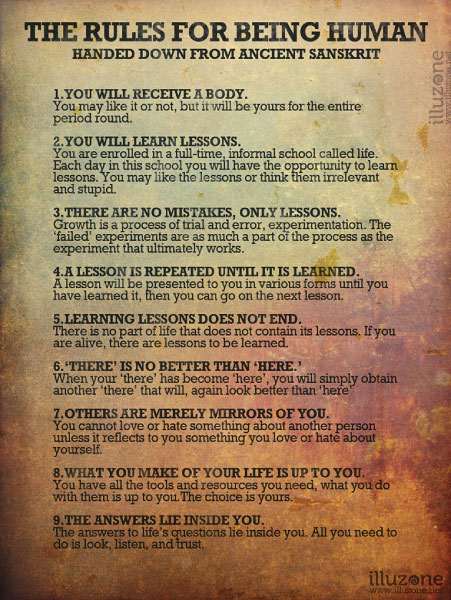 THE RULES FOR BEING HUMAN
HANDED DOWN FROM ANCIENT SANSKRIT
illuzone
www.illuzone.net
1.YOU WILL RECEIVE A BODY.
You may like it or not, but it will be yours for the entire
period round.
2.YOU WILL LEARN LESSONS.
You are enrolled in a full-time, informal school called life.
Each day in this school you will have the opportunity to learn
lessons. You may like the lessons or think them irrelevant
and stupid.
3.THERE ARE NO MISTAKES, ONLY LESSONS.
Growth is a process of trial and error, experimentation. The
‘failed’ experiments are as much a part of the process as the
experiment that ultimately works.
4.A LESSON IS REPEATED UNTIL IT IS LEARNED.
A lesson will be presented to you in various forms until you
have learned it, then you can go on the next lesson.
5.LEARNING LESSONS DOES NOT END.
There is no part of life that does not contain its lessons. If you
are alive, there are lessons to be learned.
6.‘THERE’ IS NO BETTER THAN ‘HERE.’
When your ‘there’ has become ‘here’, you will simply obtain
another ‘there’ that will, again look better than ‘here’
7.OTHERS ARE MERELY MIRRORS OF YOU.
You cannot love or hate something about another person
unless it reflects to you something you love or hate about
yourself.
8.WHAT YOU MAKE OF YOUR LIFE IS UP TO YOU.
You have all the tools and resources you need, what you do
with them is up to you.The choice is yours.
9.THE ANSWERS LIE INSIDE YOU.
The answers to life’s questions lie inside you. All you need to
do is look, listen, and trust.
illuzone
www.illuzone.net